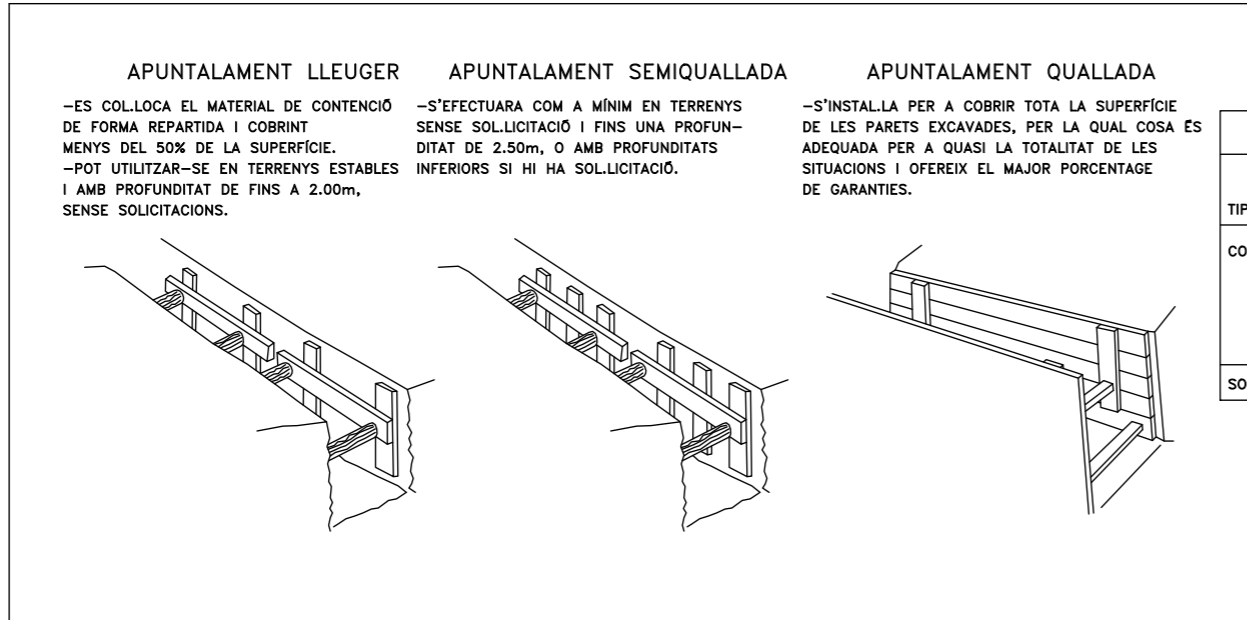 APUNTALAMENT LLEUGER
-ES COL.LOCA EL MATERIAL DE CONTENCIÓ
DE FORMA REPARTIDA I COBRINT
MENYS DEL 50% DE LA SUPERFÍCIE.
-POT UTILITZAR-SE EN TERRENYS ESTABLES
I AMB PROFUNDITAT DE FINS A 2.00m,
SENSE SOLICITACIONS.
APUNTALAMENT SEMIQUALLADA
-S'EFECTUARA COM A MÍNIM EN TERRENYS
SENSE SOL.LICITACIÓ I FINS UNA PROFUN-
DITAT DE 2.50m, O AMB PROFUNDITATS
INFERIORS SI HI HA SOL.LICITACIÓ.
APUNTALAMENT QUALLADA
-S'INSTAL.LA PER A COBRIR TOTA LA SUPERFÍCIE
DE LES PARETS EXCAVADES, PER LA QUAL COSA ÉS
ADEQUADA PER A QUASI LA TOTALITAT DE LES
SITUACIONS I OFEREIX EL MAJOR PORCENTAGE
DE GARANTIES.
TIP
CO
SO